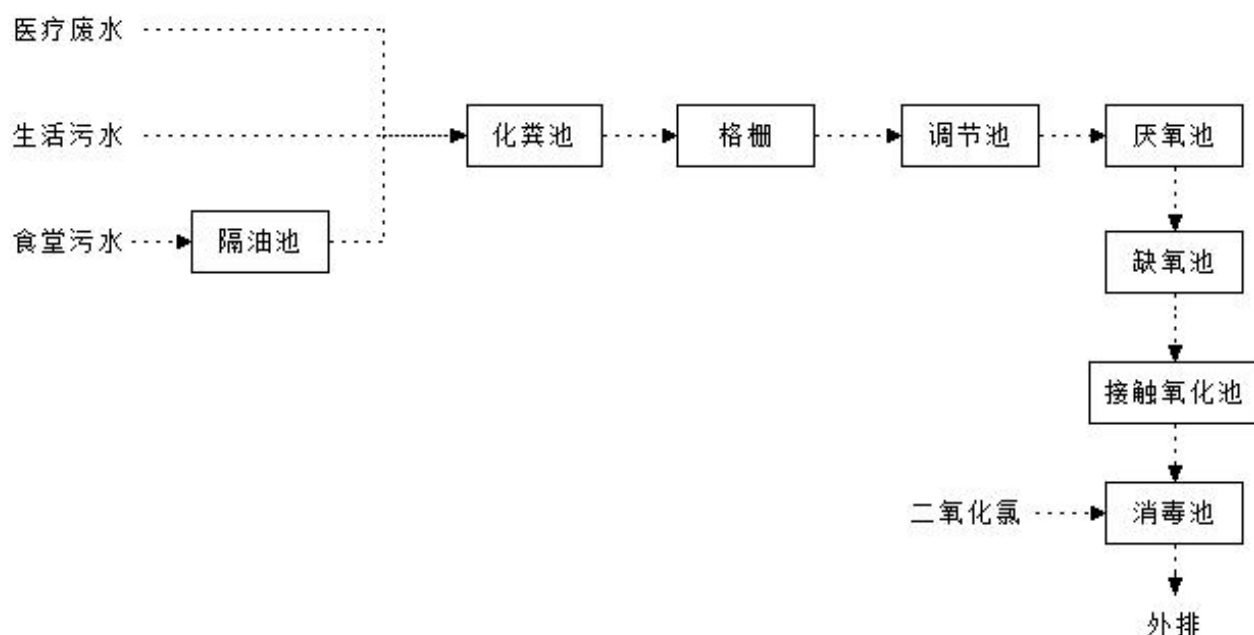 医疗废水
生活污水
化粪池
格栅
调节池
厌氧池
食堂污水
隔油池
缺氧池
接触氧化池
二氧化氯
消毒池
外排